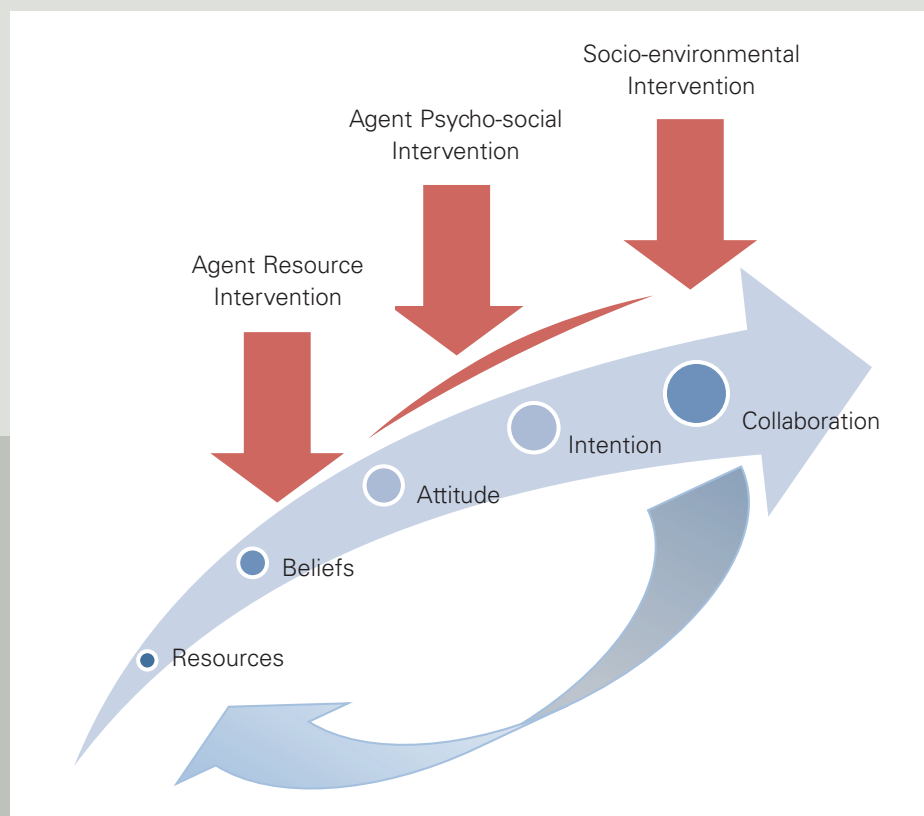 Socio-environmental
Intervention
Agent Psycho-social
Intervention
Agent Resource
Intervention
Collaboration
Intention
Attitude
Beliefs
Resources